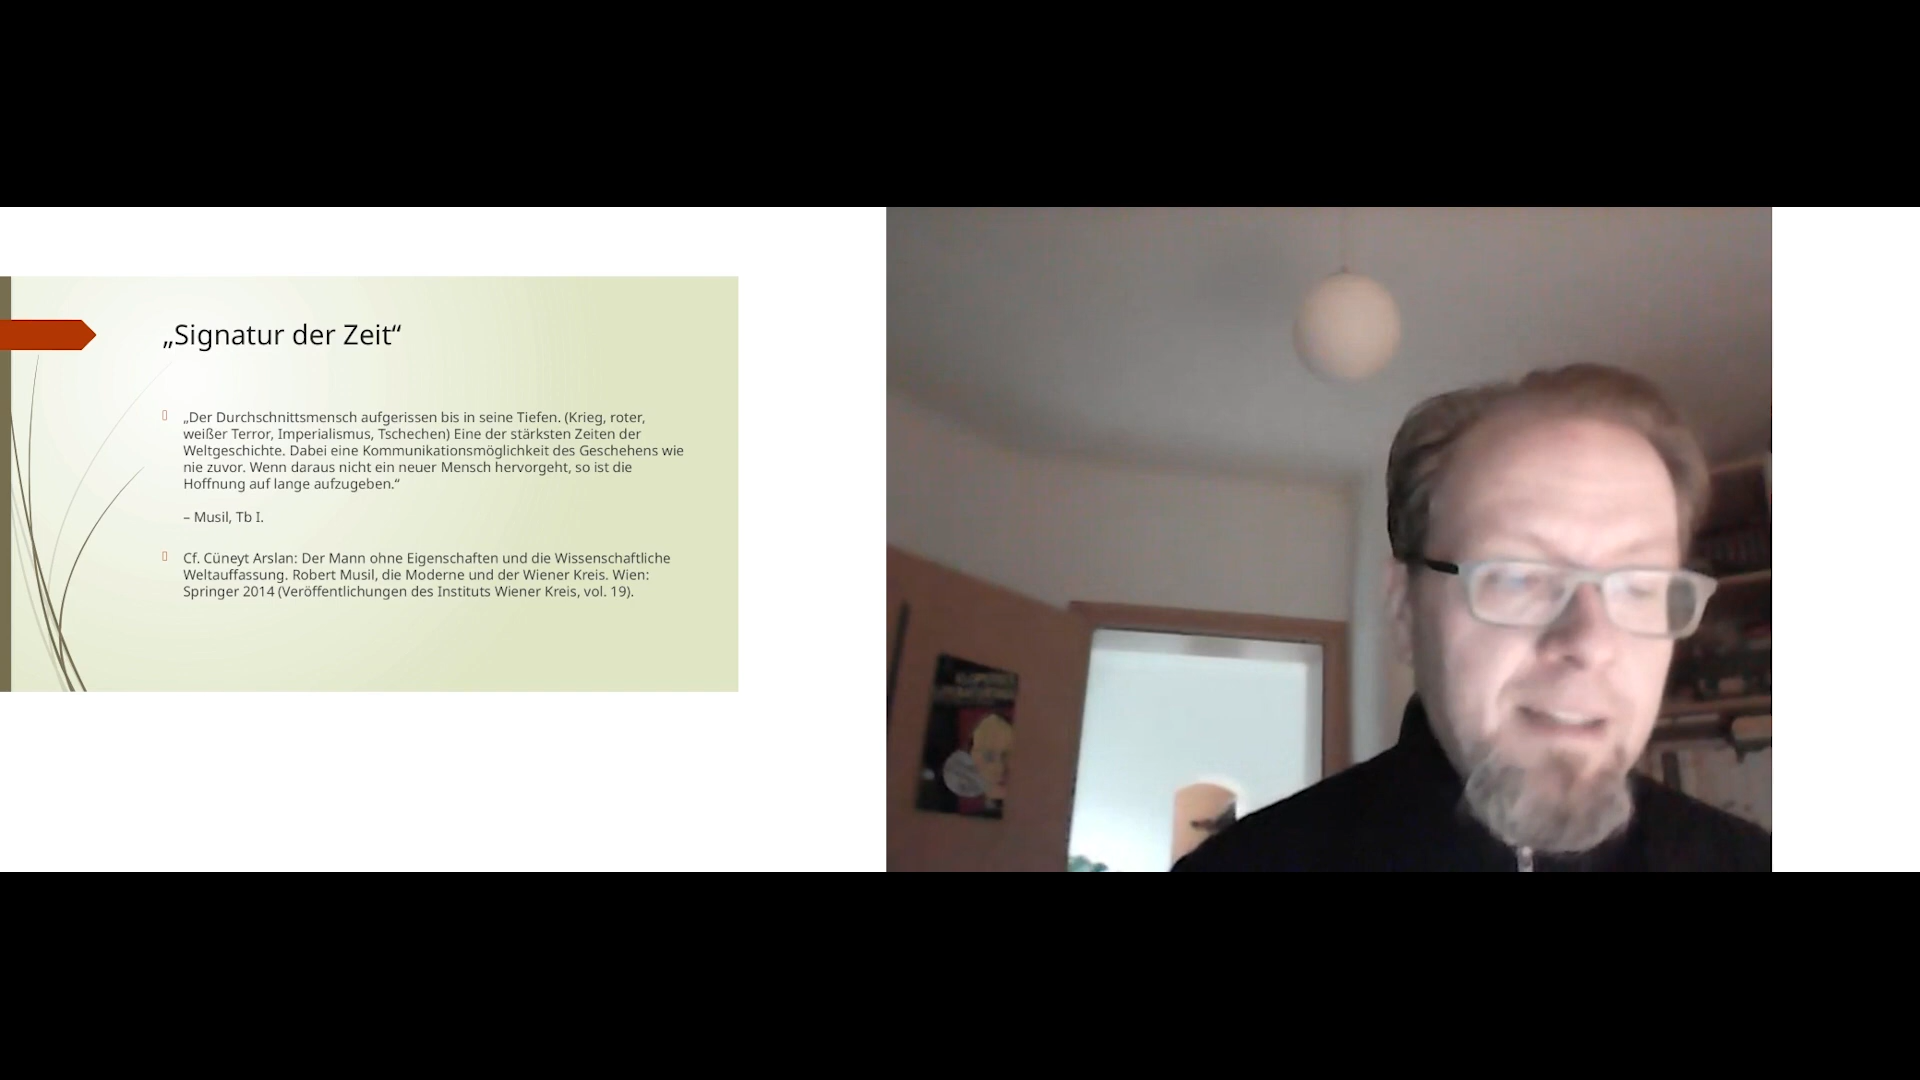 „Signatur der Zeit“
„Der Durchschnittsmensch aufgerissen bis in seine Tiefen. (Krieg, roter,
weißer Terror, Imperialismus, Tschechen) Eine der stärksten Zeiten der
Weltgeschichte. Dabei eine Kommunikationsmöglichkeit des Geschehens wie
nie zuvor. Wenn daraus nicht ein neuer Mensch hervorgeht, so ist die
Hoffnung auf lange aufzugeben.“
– Musil, Tb I.
Cf. Cüneyt Arslan: Der Mann ohne Eigenschaften und die Wissenschaftliche
Weltauffassung. Robert Musil, die Moderne und der Wiener Kreis. Wien:
Springer 2014 (Veröffentlichungen des Instituts Wiener Kreis, vol. 19).